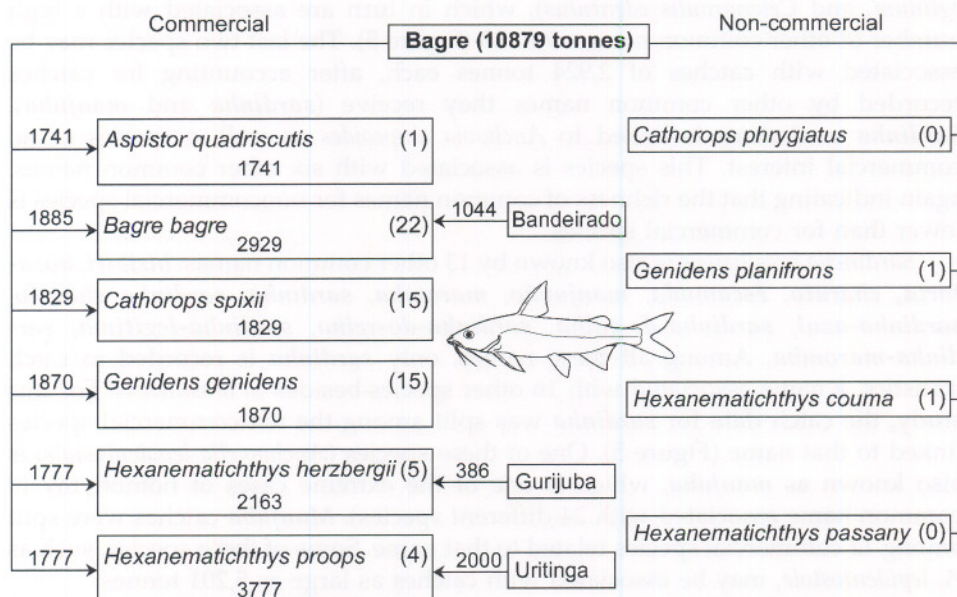 Commercial
Non-commercial
Bagre (10879 tonnes)
1741
Aspistor quadriscutis (1)
1741
Cathorops phrygiatus (0)
1885
Bagre bagre (22)
2929
1044
Bandeirado
Genidens planifrons (1)
1829
Cathorops spixii (15)
1829
1870
Genidens genidens (15)
1870
Hexanematichthys couma (1)
1777
Hexanematichthys herzbergii (5)
2163
386
Gurijuba
Hexanematichthys passany (0)
1777
Hexanematichthys proops (4)
3777
2000
Uritinga